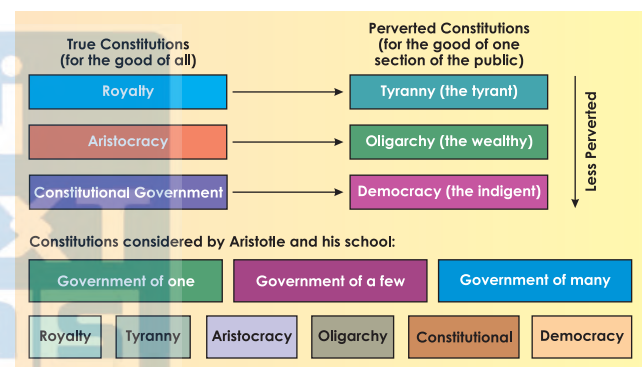 True Constitutions
(for the good of all)
Perverted Constitutions
(for the good of one
section of the public)
Royalty
Tyranny (the tyrant)
Aristocracy
Oligarchy (the wealthy)
Constitutional Government
Democracy (the indigent)
Less Perverted
Constitutions considered by Aristotle and his school:
Government of one
Government of a few
Government of many
Royalty
Tyranny
Aristocracy
Oligarchy
Constitutional
Democracy